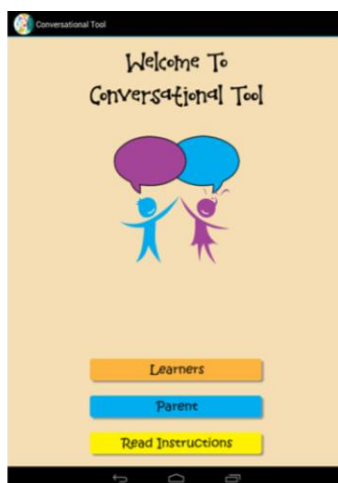 Conversational Tool
Welcome To
Conversational Tool
Learners
Parent
Read Instructions